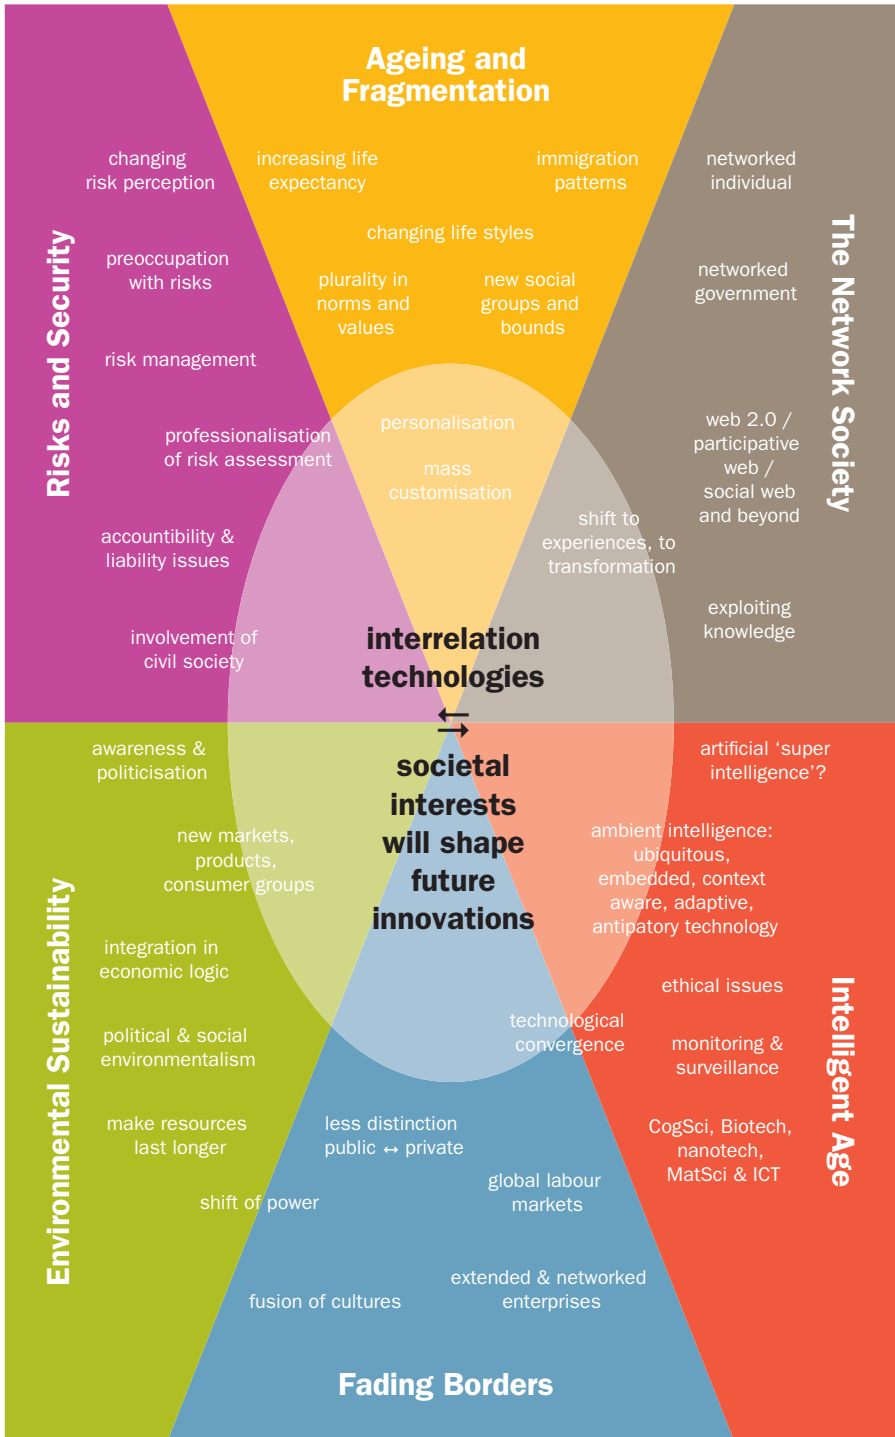 Ageing and
Fragmentation
increasing life
expectancy
immigration
patterns
changing life styles
plurality in
norms and
values
new social
groups and
bounds
personalisation
mass
customisation
Risks and Security
changing
risk perception
preoccupation
with risks
risk management
professionalisation
of risk assessment
accountibility &
liability issues
involvement of
civil society
The Network Society
networked
individual
networked
government
web 2.0 /
participative
web /
social web
and beyond
shift to
experiences, to
transformation
exploiting
knowledge
interrelation
technologies
←
→
societal
interests
will shape
future
innovations
Environmental Sustainability
awareness &
politicisation
new markets,
products,
consumer groups
integration in
economic logic
political & social
environmentalism
make resources
last longer
shift of power
Intelligent Age
artificial ‘super
intelligence’?
ambient intelligence:
ubiquitous,
embedded, context
aware, adaptive,
antipatory technology
ethical issues
technological
convergence
monitoring &
surveillance
CogSci, Biotech,
nanotech,
MatSci & ICT
less distinction
public ↔ private
global labour
markets
fusion of cultures
extended & networked
enterprises
Fading Borders